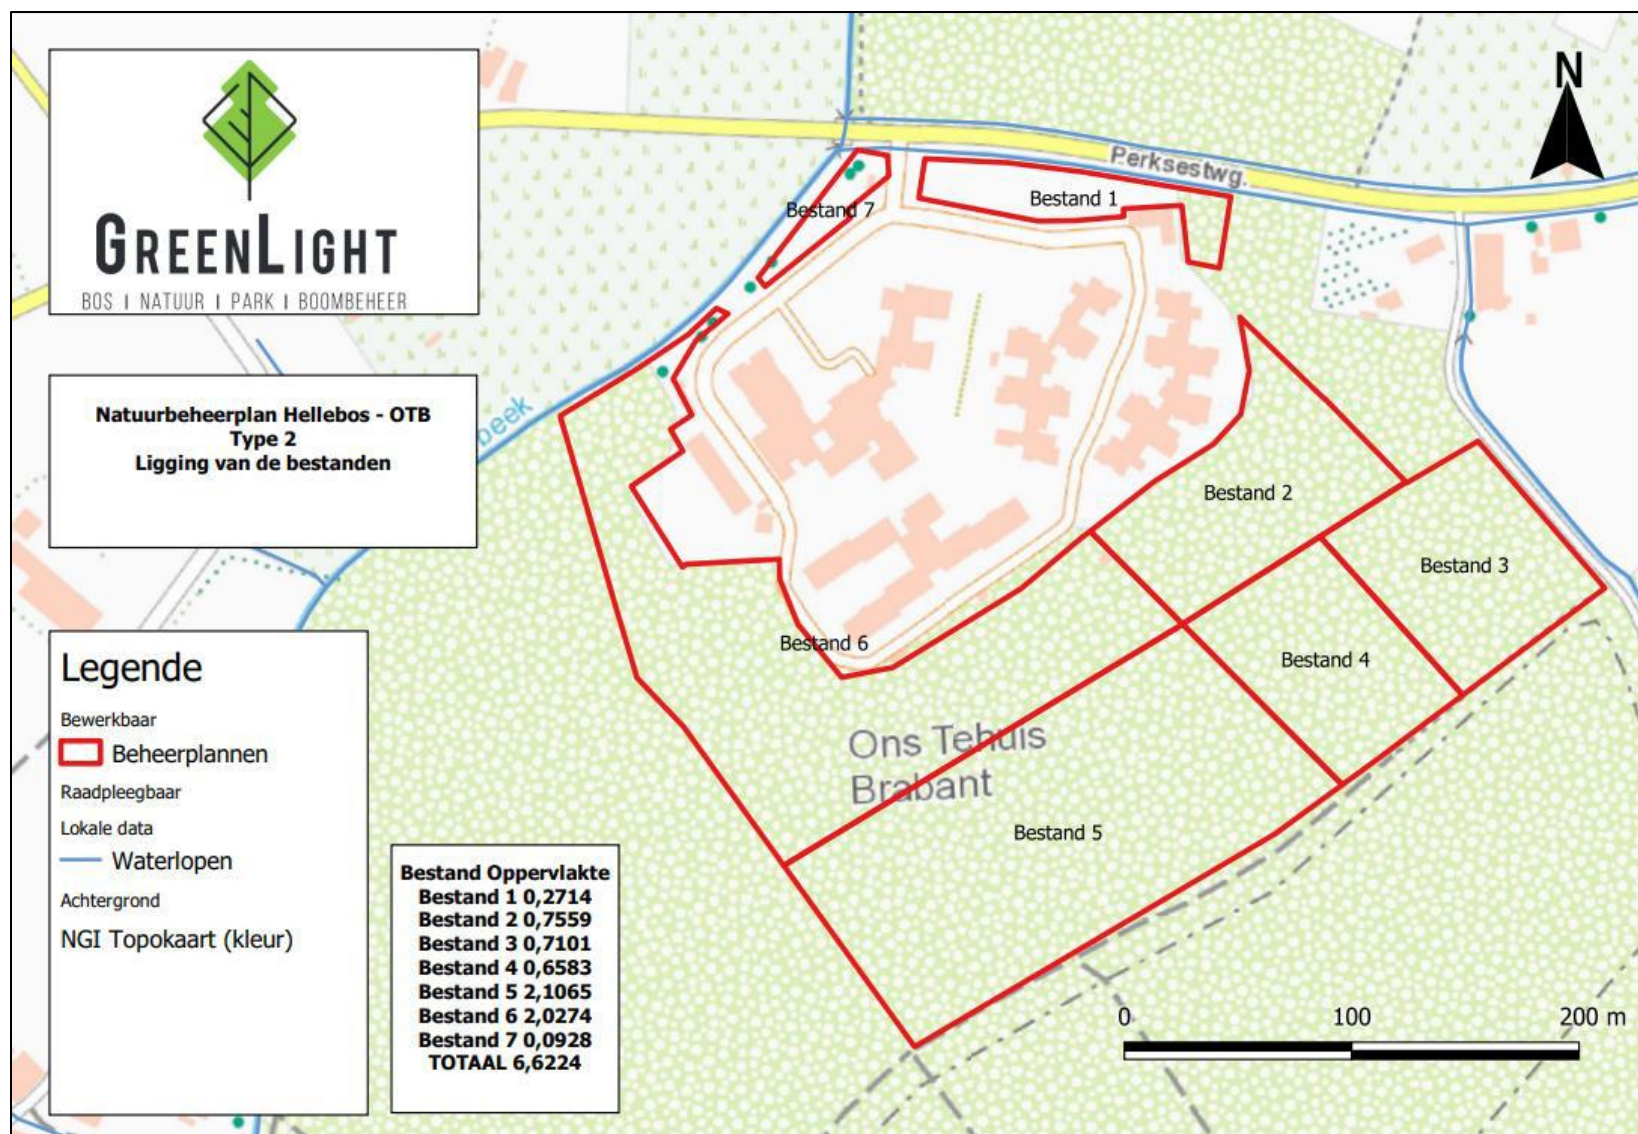 GREENLIGHT
BOS | NATUUR | PARK | BOOMBEHEER
Natuurbeheerplan Hellebos - OTB
Type 2
Ligging van de bestanden
Legende
Bewerkbaar
Beheerplannen
Raadpleegbaar
Lokale data
Waterlopen
Achtergrond
NGI Topokaart (kleur)
Bestand Oppervlakte
Bestand 1 0,2714
Bestand 2 0,7559
Bestand 3 0,7101
Bestand 4 0,6583
Bestand 5 2,1065
Bestand 6 2,0274
Bestand 7 0,0928
TOTAAL 6,6224
N
Perksestwg.
Bestand 1
Bestand 7
beek
Bestand 2
Bestand 3
Bestand 6
Bestand 4
Ons Tehuis
Brabant
Bestand 5
0 100 200 m